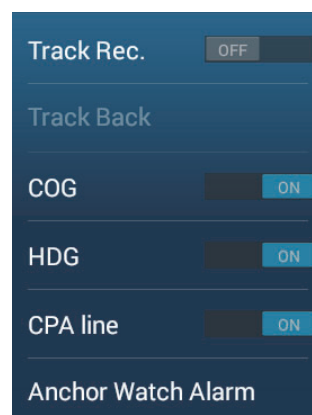 Track Rec. OFF
Track Back
COG ON
HDG ON
CPA line ON
Anchor Watch Alarm